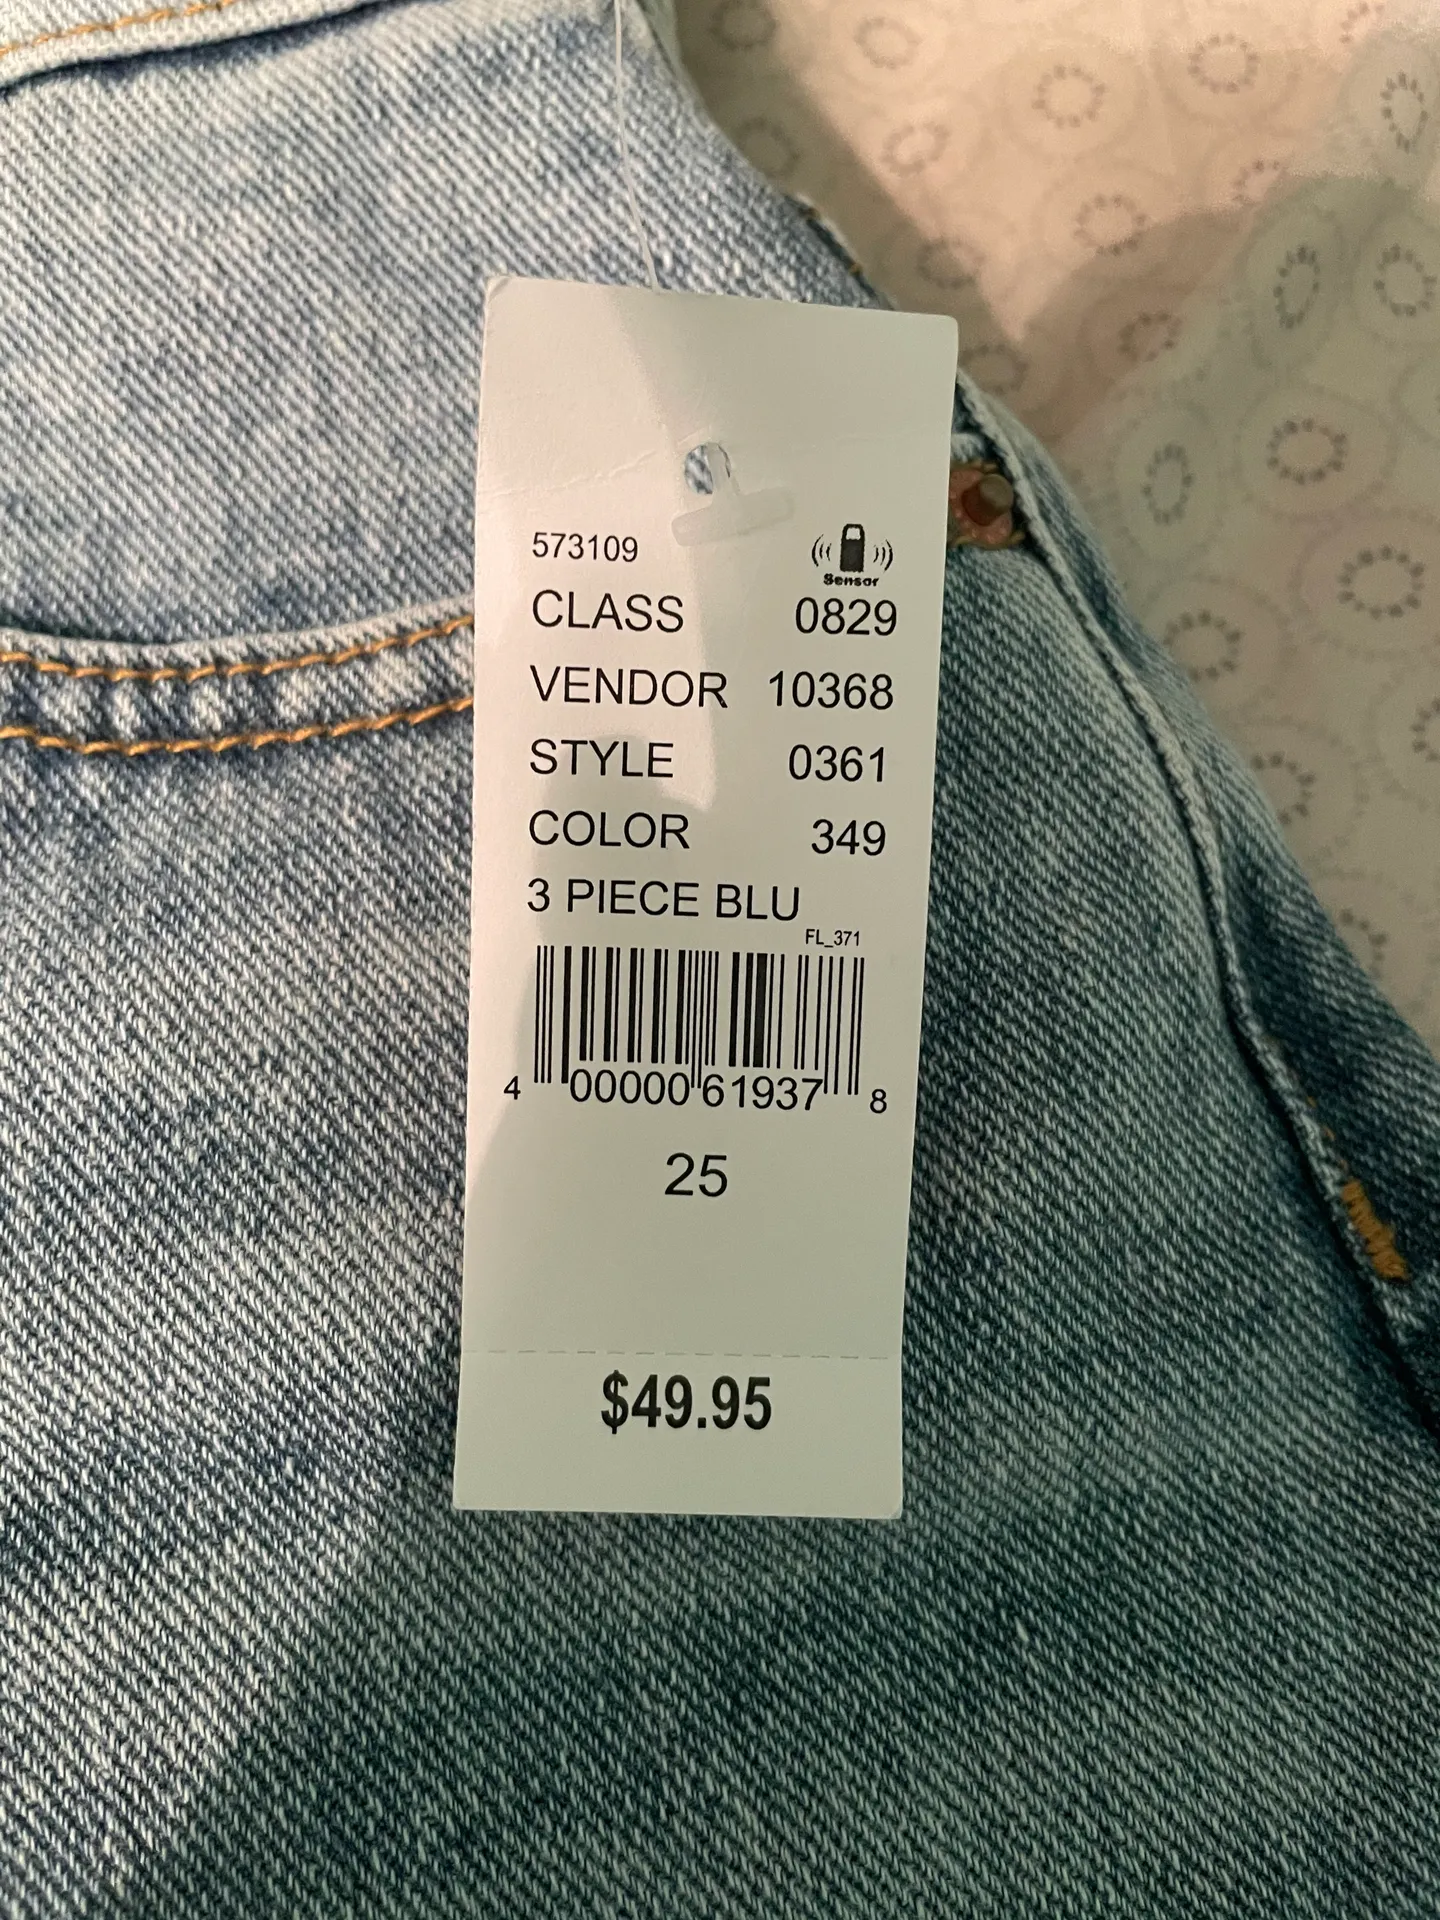 573109
Sensor
CLASS 0829
VENDOR 10368
STYLE 0361
COLOR 349
3 PIECE BLU
FL_371
4 00000 61937 8
25
$49.95